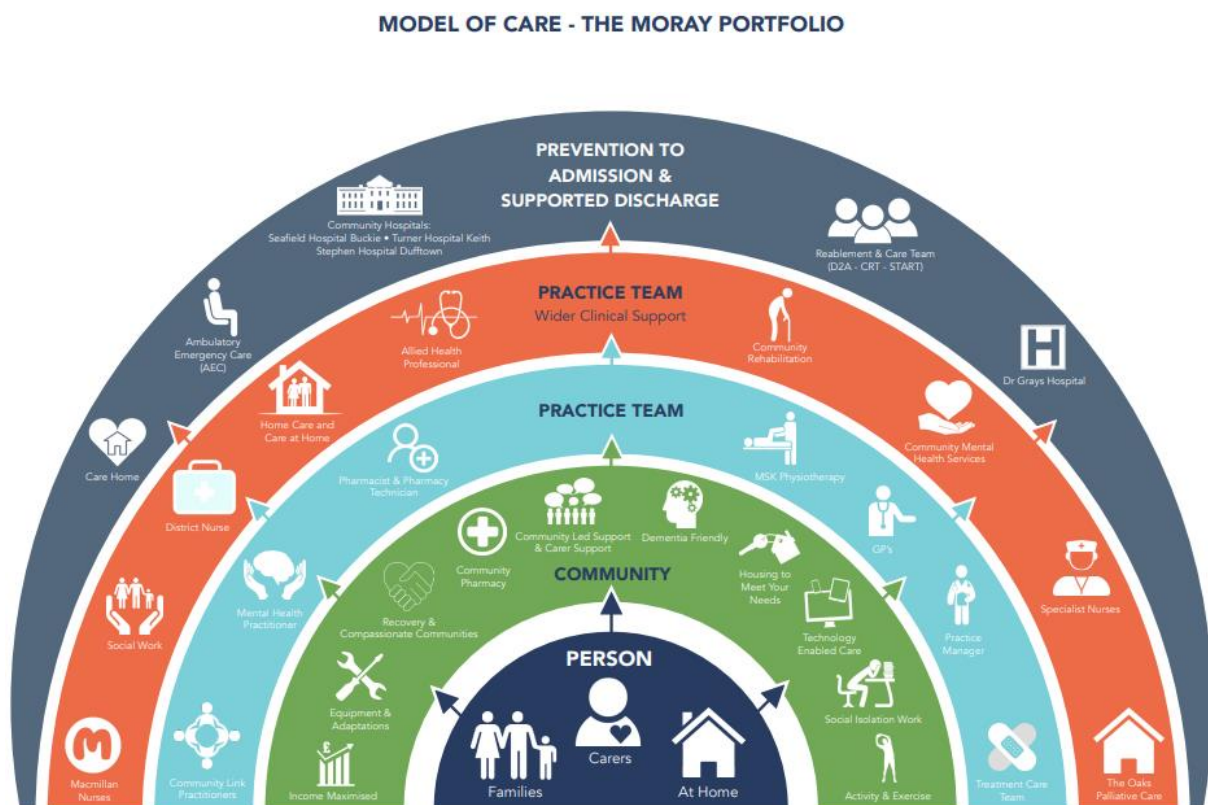 MODEL OF CARE - THE MORAY PORTFOLIO
PREVENTION TO
ADMISSION &
SUPPORTED DISCHARGE
Community Hospitals:
Seafield Hospital Buckie • Turner Hospital Keith
Stephen Hospital Dufftown
Reablement & Care Team
(D2A - CRT - START)
Ambulatory
Emergency Care
(AEC)
H
Dr Grays Hospital
Care Home
PRACTICE TEAM
Wider Clinical Support
Allied Health
Professional
Community
Rehabilitation
Home Care and
Care at Home
Community Mental
Health Services
District Nurse
Specialist Nurses
Social Work
M
Macmillan
Nurses
The Oaks
Palliative Care
PRACTICE TEAM
Pharmacist & Pharmacy
Technician
MSK Physiotherapy
GP's
Mental Health
Practitioner
Practice
Manager
Community Link
Practitioners
Treatment Care
Team
COMMUNITY
Community Led Support
& Carer Support
Dementia Friendly
Community
Pharmacy
Housing to
Meet Your
Needs
Recovery &
Compassionate Communities
Technology
Enabled Care
Equipment &
Adaptations
Social Isolation Work
£
Income Maximised
Activity & Exercise
PERSON
Families
Carers
At Home